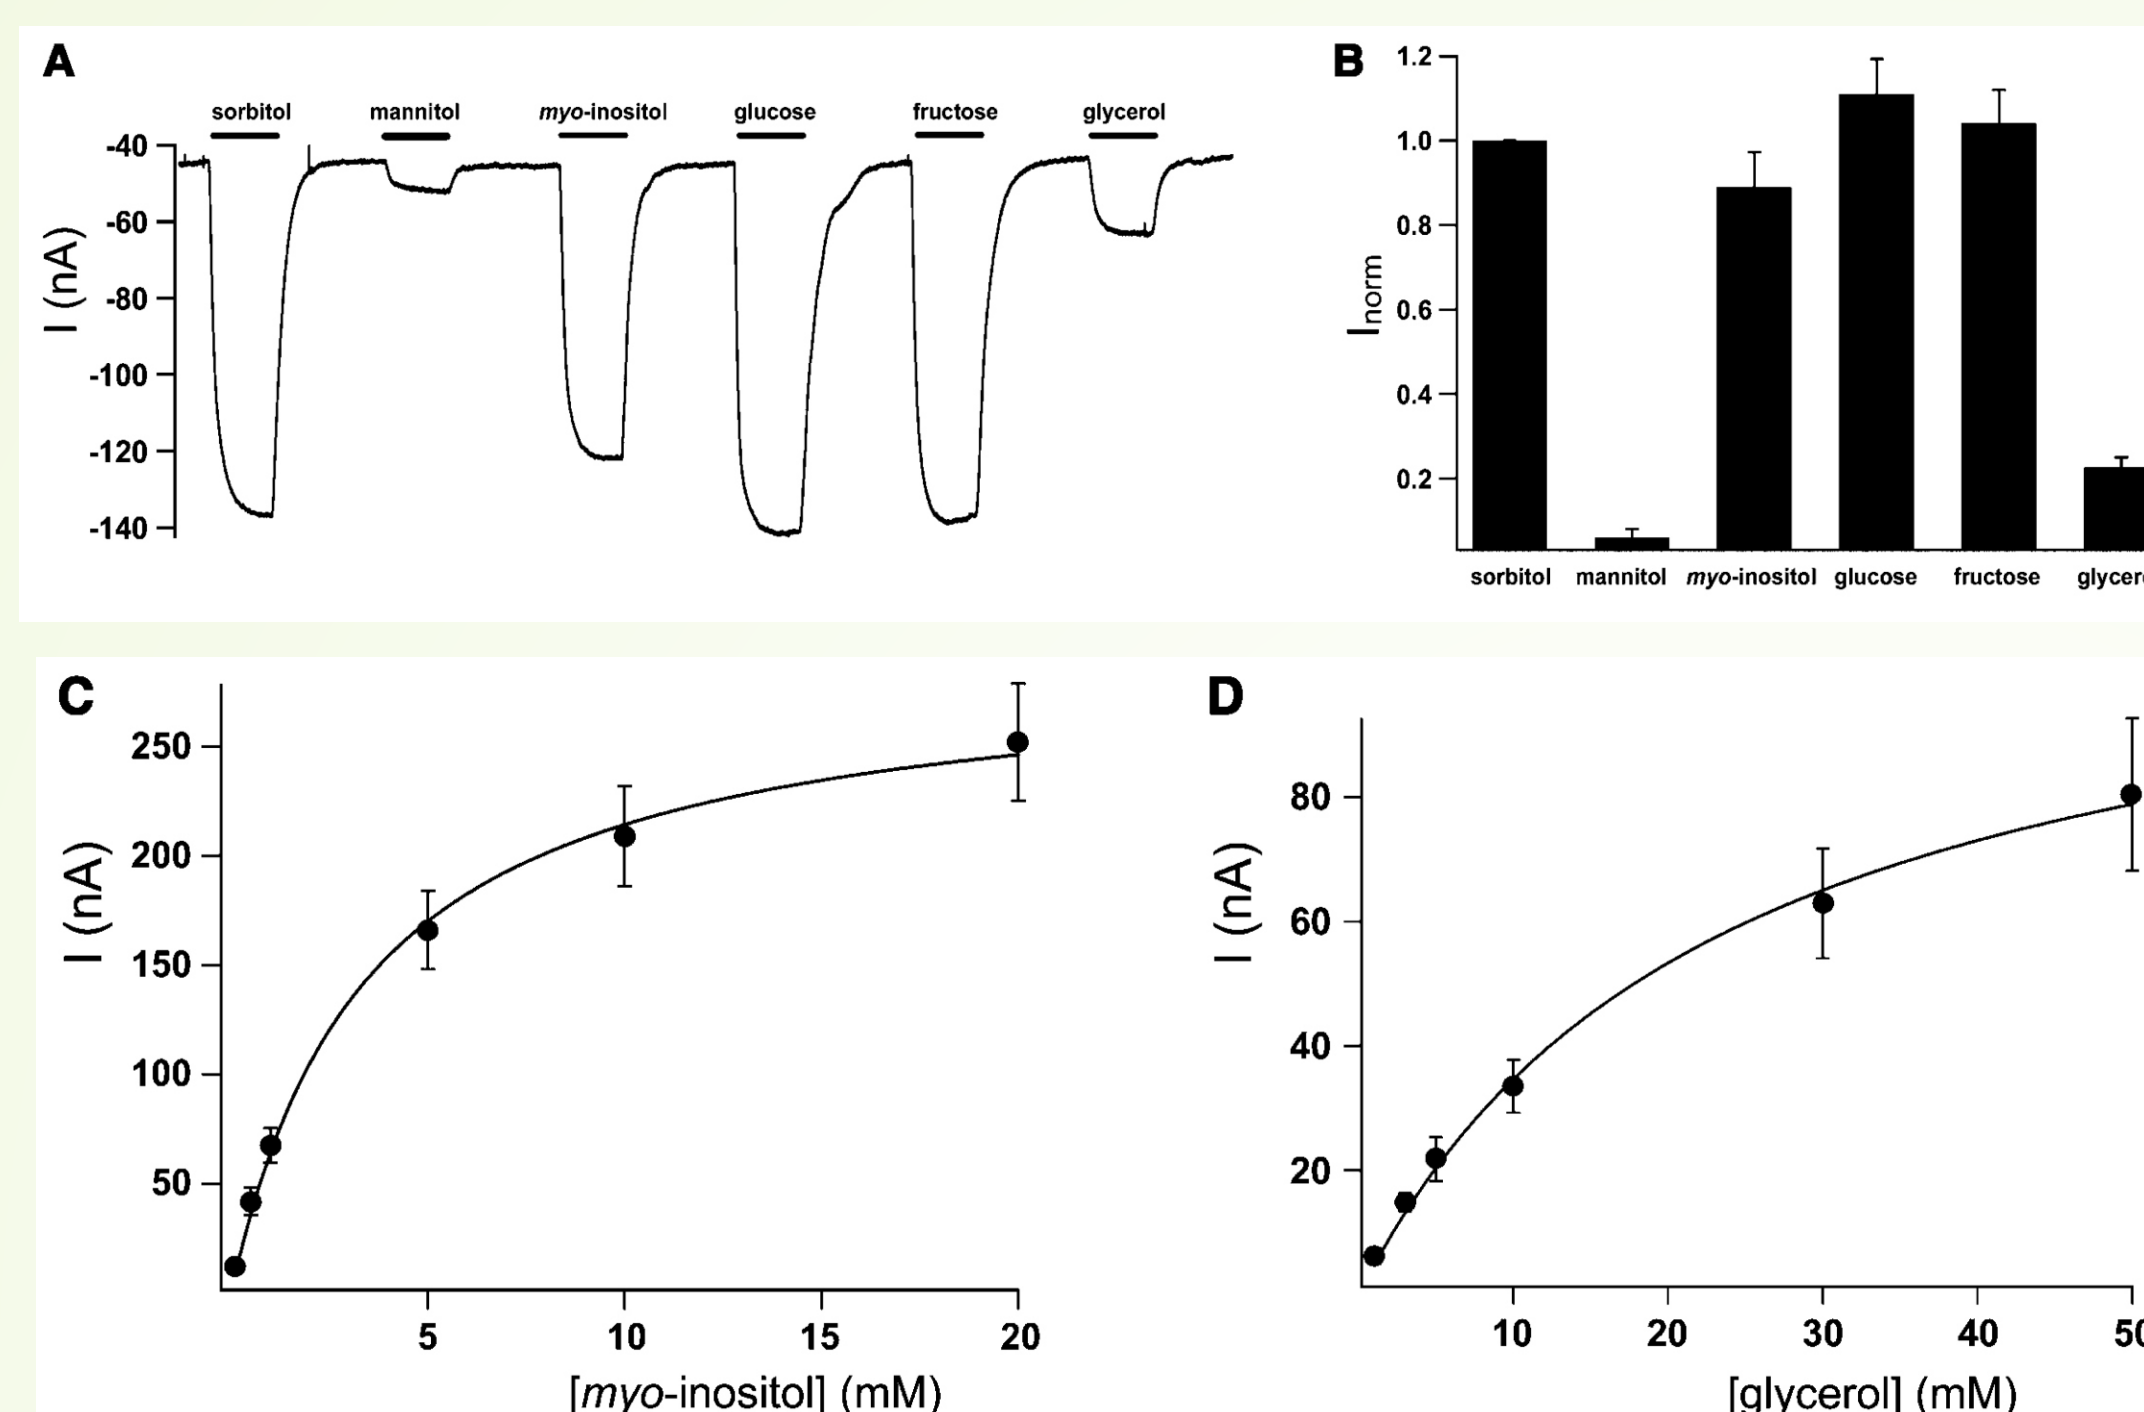 A
sorbitol mannitol myo-inositol glucose fructose glycerol
-40
-60
-80
-100
-120
-140
I (nA)
B
1.2
1.0
0.8
0.6
0.4
0.2
Inorm
sorbitol mannitol myo-inositol glucose fructose glycer
C
250
200
150
100
50
I (nA)
5 10 15 20
[myo-inositol] (mM)
D
80
60
40
20
I (nA)
10 20 30 40 50
[glycerol] (mM)